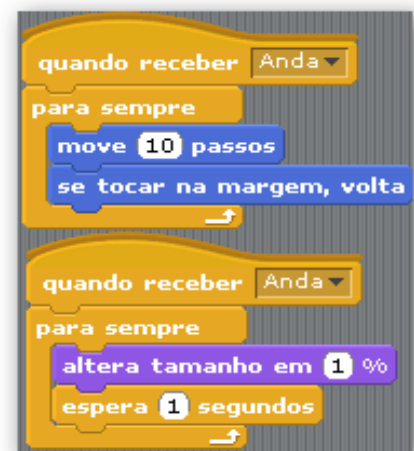 quando receber Anda
para sempre
move 10 passos
se tocar na margem, volta
quando receber Anda
para sempre
altera tamanho em 1 %
espera 1 segundos